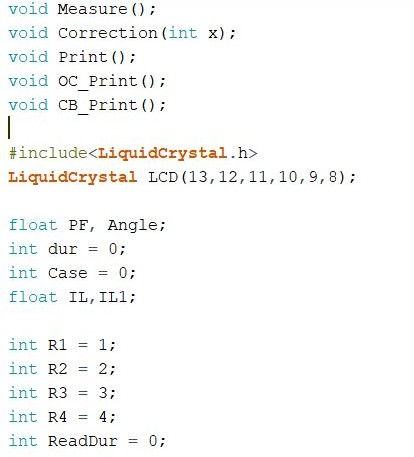 void Measure();
void Correction(int x);
void Print();
void OC_Print();
void CB_Print();
#include<LiquidCrystal.h>
LiquidCrystal LCD(13,12,11,10,9,8);
float PF, Angle;
int dur = 0;
int Case = 0;
float IL,IL1;
int R1 = 1;
int R2 = 2;
int R3 = 3;
int R4 = 4;
int ReadDur = 0;